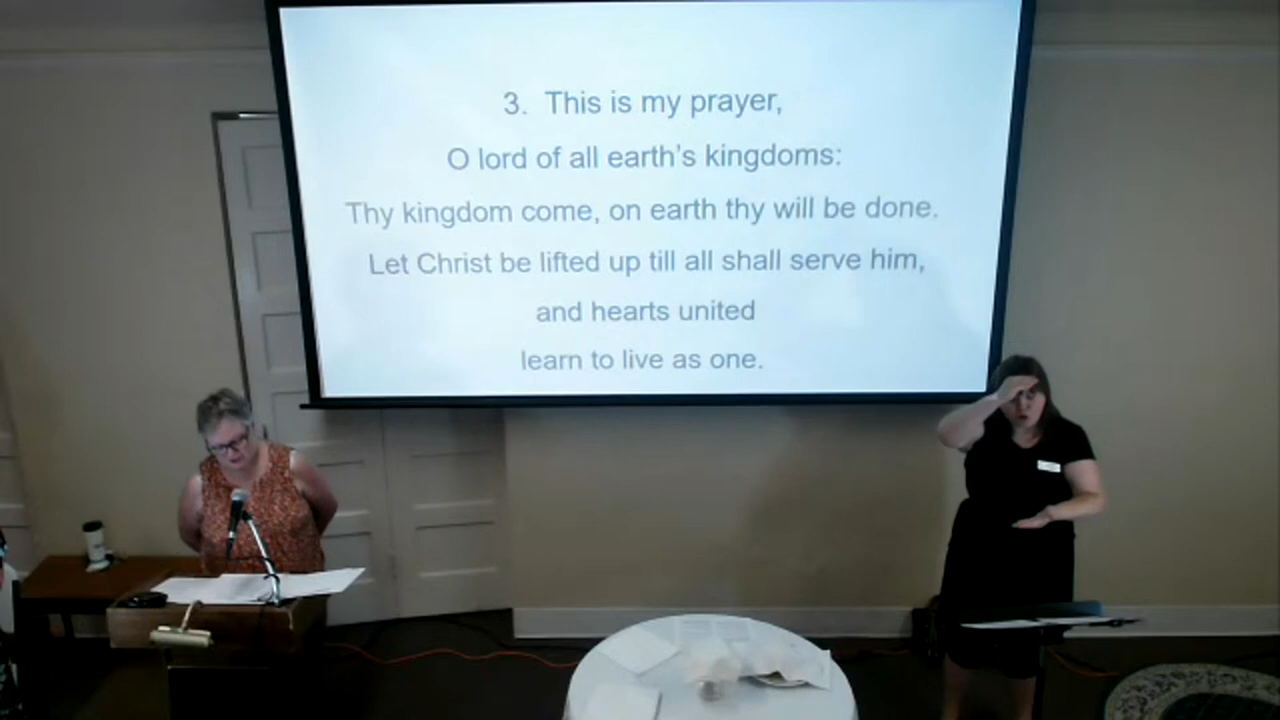 3. This is my prayer,
O lord of all earth's kingdoms:
Thy kingdom come, on earth thy will be done.
Let Christ be lifted up till all shall serve him,
and hearts united
learn to live as one.